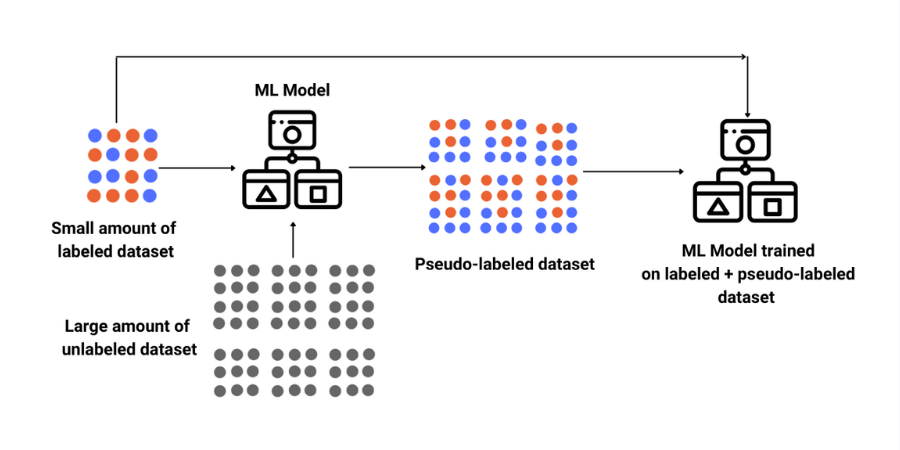 ML Model
Small amount of
labeled dataset
Pseudo-labeled dataset
ML Model trained
on labeled + pseudo-labeled
dataset
Large amount of
unlabeled dataset